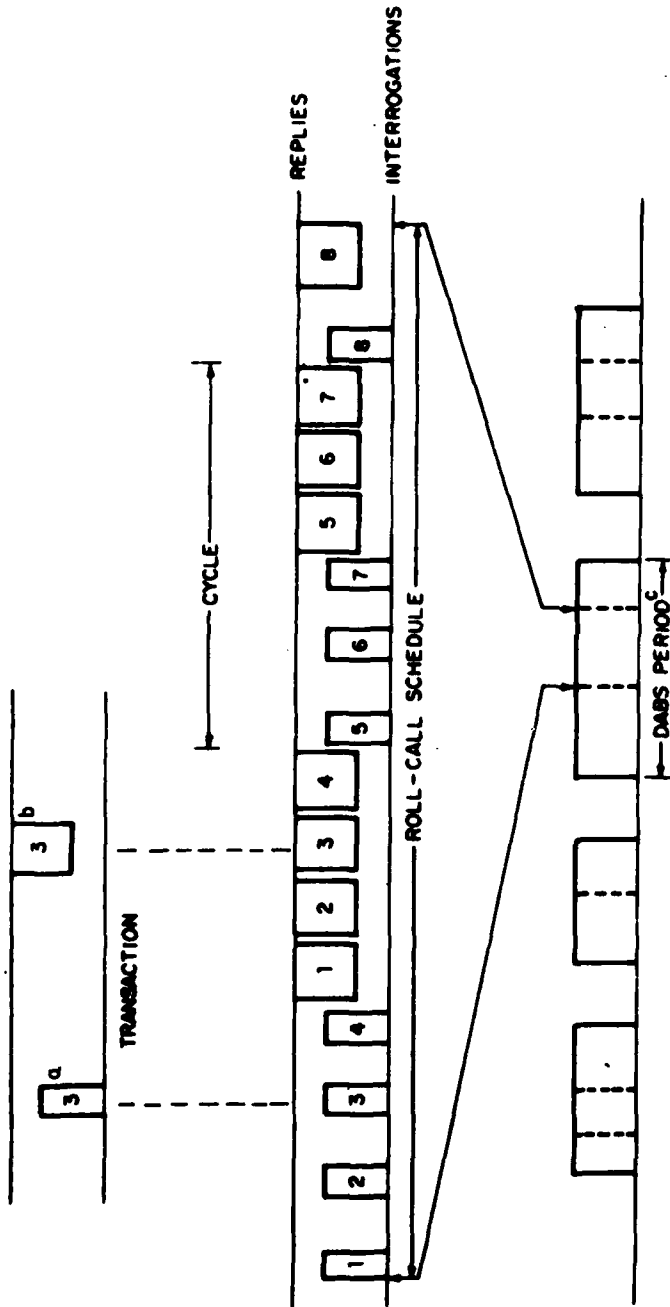 3 b
3 a
TRANSACTION
CYCLE
REPLIES
1 2 3 4 5 6 7 8
1 2 3 4 5 6 7 8
INTERROGATIONS
ROLL-CALL SCHEDULE
DABS PERIOD c